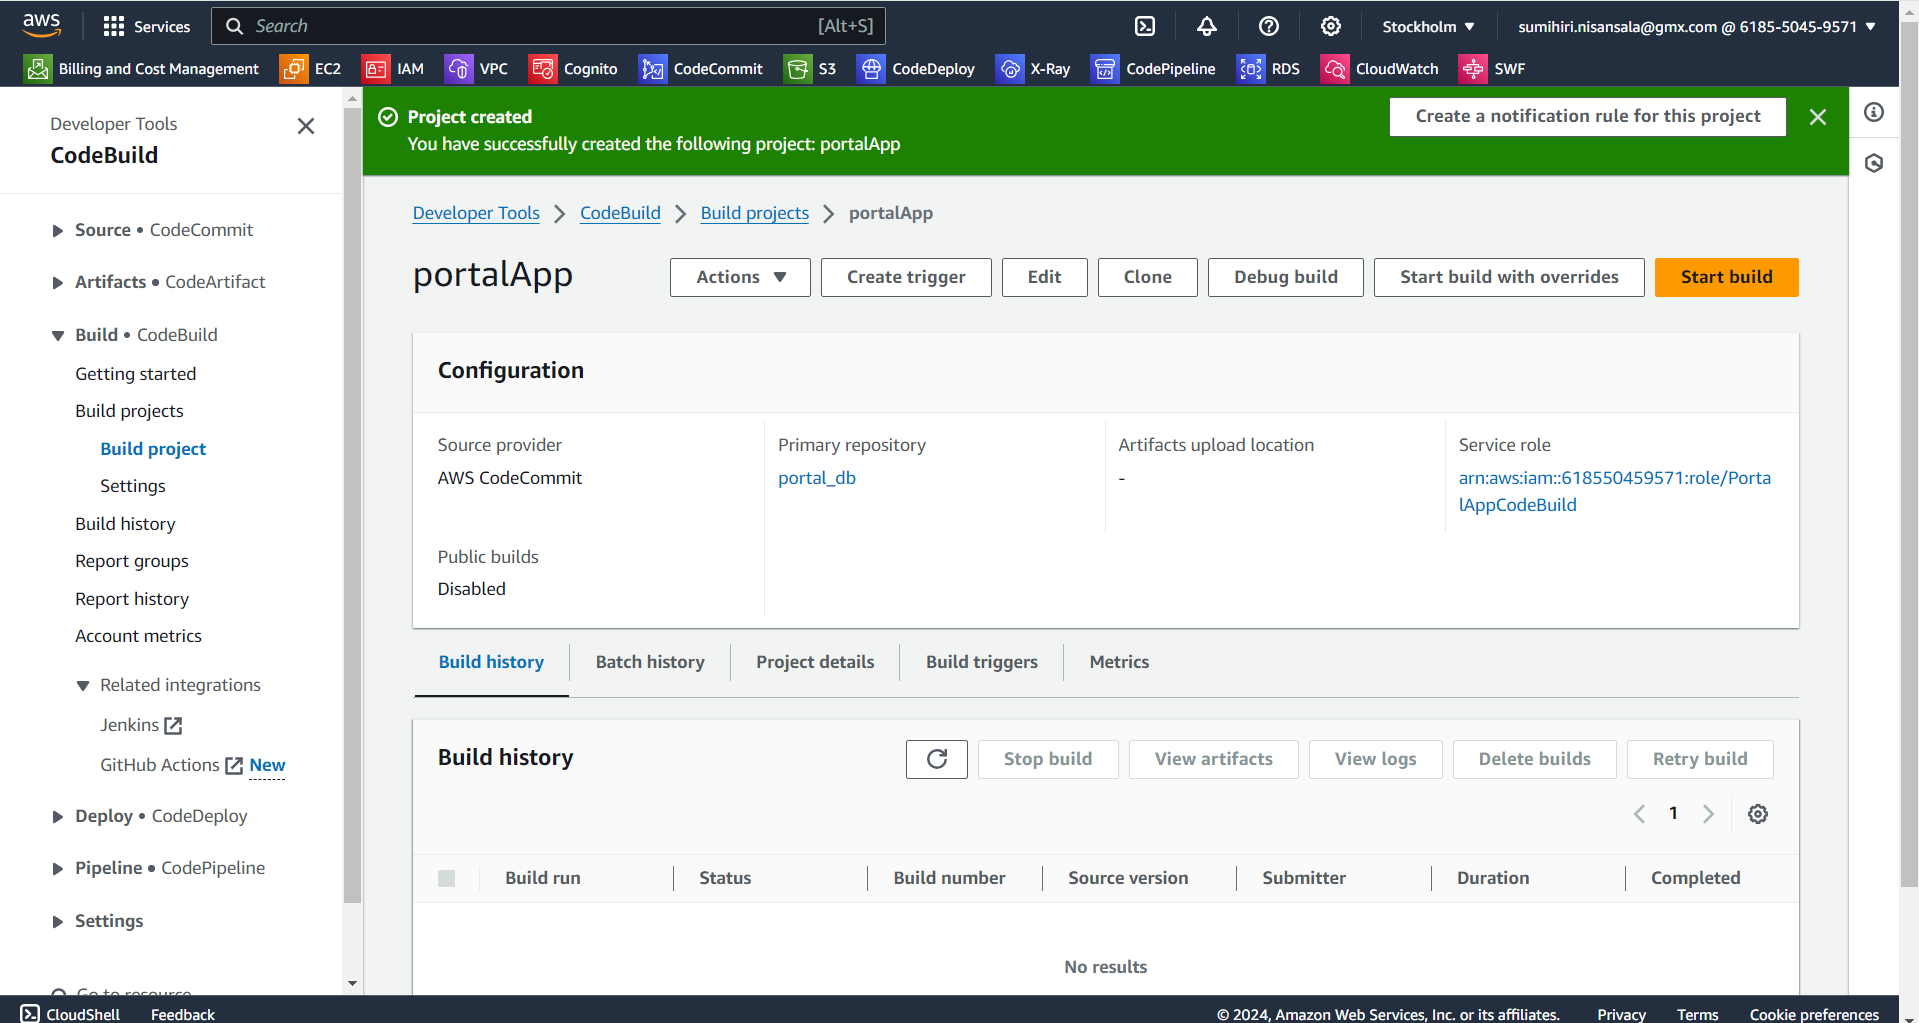 aws
Services
Search
[Alt+S]
Stockholm ▼
sumihiri.nisansala@gmx.com @ 6185-5045-9571 ▼
Billing and Cost Management
EC2
IAM
VPC
Cognito
CodeCommit
S3
CodeDeploy
X-Ray
CodePipeline
RDS
CloudWatch
SWF
Developer Tools
CodeBuild
Source • CodeCommit
Artifacts • CodeArtifact
Build • CodeBuild
Getting started
Build projects
Build project
Settings
Build history
Report groups
Report history
Account metrics
Related integrations
Jenkins
GitHub Actions New
Deploy • CodeDeploy
Pipeline • CodePipeline
Settings
Go to resource
Project created
You have successfully created the following project: portalApp
Create a notification rule for this project
Developer Tools > CodeBuild > Build projects > portalApp
portalApp
Actions ▼
Create trigger
Edit
Clone
Debug build
Start build with overrides
Start build
Configuration
Source provider
AWS CodeCommit
Primary repository
portal_db
Artifacts upload location
-
Service role
arn:aws:iam::618550459571:role/Porta
lAppCodeBuild
Public builds
Disabled
Build history
Batch history
Project details
Build triggers
Metrics
Build history
Stop build
View artifacts
View logs
Delete builds
Retry build
1
Build run
Status
Build number
Source version
Submitter
Duration
Completed
No results
CloudShell
Feedback
© 2024, Amazon Web Services, Inc. or its affiliates.
Privacy
Terms
Cookie preferences